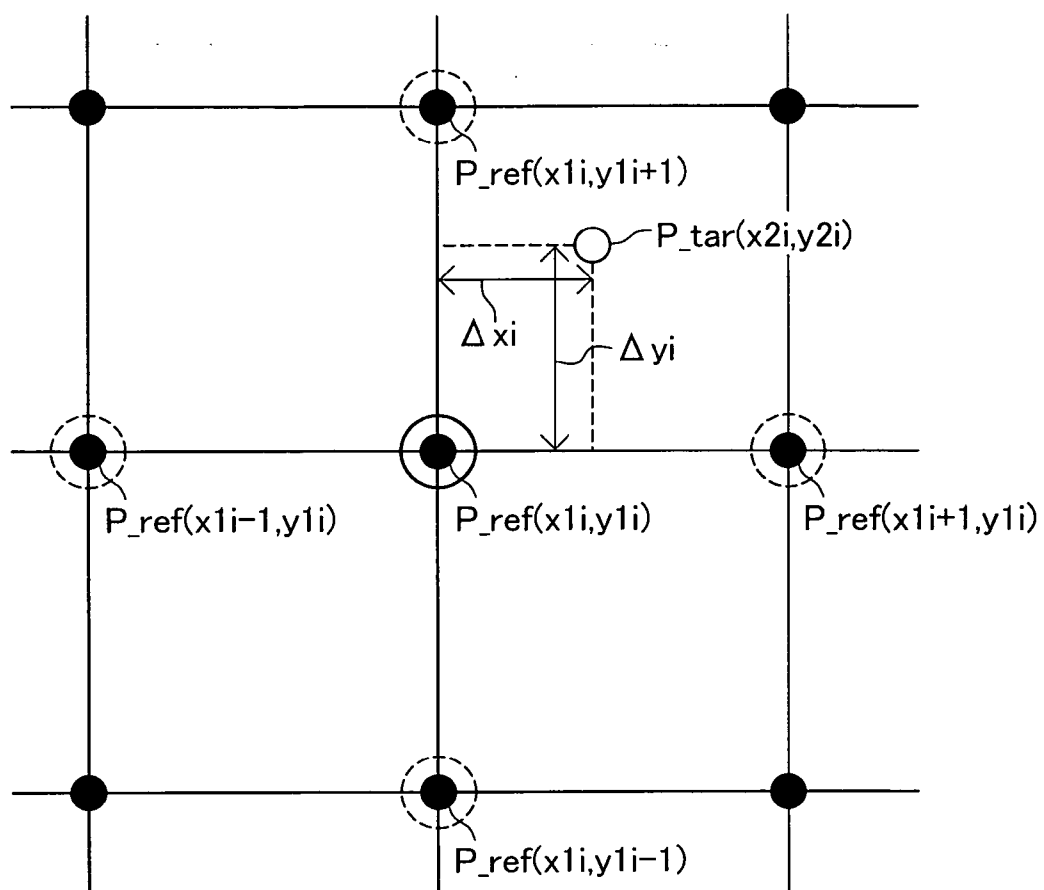 P_ref(x1i,y1i+1)
P_tar(x2i,y2i)
Δxi
Δyi
P_ref(x1i−1,y1i)
P_ref(x1i,y1i)
P_ref(x1i+1,y1i)
P_ref(x1i,y1i−1)